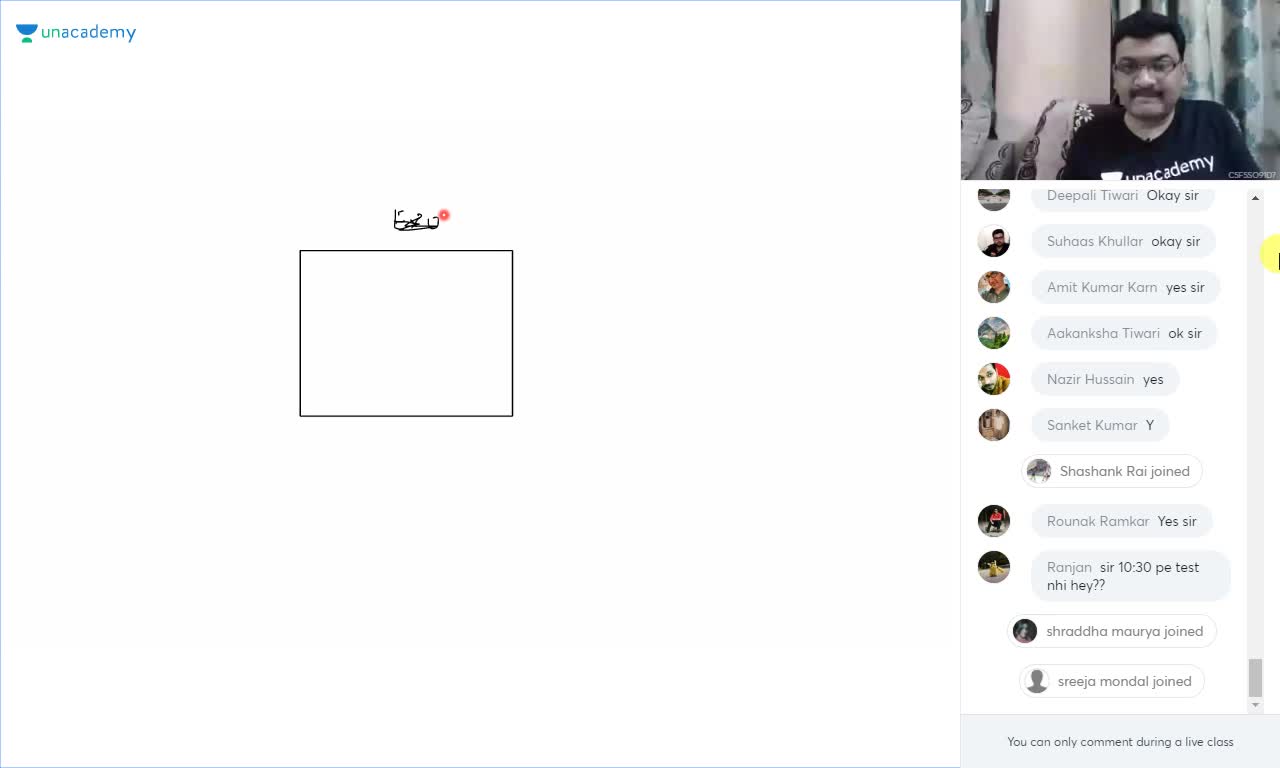 unacademy
unacademy
CSFSSO91D7
Deepali Tiwari Okay sir
Suhaas Khullar okay sir
Amit Kumar Karn yes sir
Aakanksha Tiwari ok sir
Nazir Hussain yes
Sanket Kumar Y
Shashank Rai joined
Rounak Ramkar Yes sir
Ranjan sir 10:30 pe test
nhi hey??
shraddha maurya joined
sreeja mondal joined
You can only comment during a live class